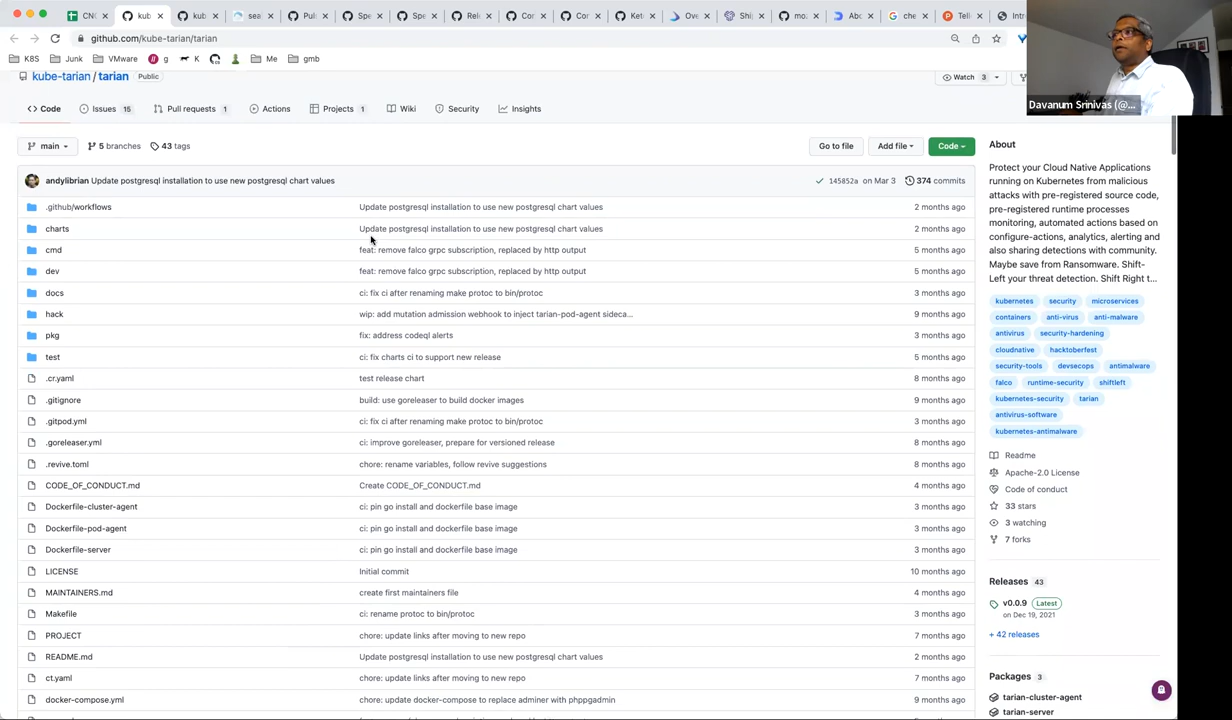 CNC
kub
kub
sea
Pul
Spe
Spe
Rele
Cor
Cor
Ket
Ove
Ship
moz
Abo
che
Tell
Intr
github.com/kube-tarian/tarian
K8S
Junk
VMware
g
K
Me
gmb
kube-tarian / tarian Public
Watch 3
Davanum Srinivas (@...
Code
Issues 15
Pull requests 1
Actions
Projects 1
Wiki
Security
Insights
main
5 branches
43 tags
Go to file
Add file
Code
About
andylibrian Update postgresql installation to use new postgresql chart values
145852a on Mar 3
374 commits
.github/workflows Update postgresql installation to use new postgresql chart values 2 months ago
charts Update postgresql installation to use new postgresql chart values 2 months ago
cmd feat: remove falco grpc subscription, replaced by http output 5 months ago
dev feat: remove falco grpc subscription, replaced by http output 5 months ago
docs ci: fix ci after renaming make protoc to bin/protoc 3 months ago
hack wip: add mutation admission webhook to inject tarian-pod-agent sideca... 9 months ago
pkg fix: address codeql alerts 3 months ago
test ci: fix charts ci to support new release 5 months ago
.cr.yaml test release chart 8 months ago
.gitignore build: use goreleaser to build docker images 9 months ago
.gitpod.yml ci: fix ci after renaming make protoc to bin/protoc 3 months ago
.goreleaser.yml ci: improve goreleaser, prepare for versioned release 8 months ago
.revive.toml chore: rename variables, follow revive suggestions 8 months ago
CODE_OF_CONDUCT.md Create CODE_OF_CONDUCT.md 4 months ago
Dockerfile-cluster-agent ci: pin go install and dockerfile base image 3 months ago
Dockerfile-pod-agent ci: pin go install and dockerfile base image 3 months ago
Dockerfile-server ci: pin go install and dockerfile base image 3 months ago
LICENSE Initial commit 10 months ago
MAINTAINERS.md create first maintainers file 4 months ago
Makefile ci: rename protoc to bin/protoc 3 months ago
PROJECT chore: update links after moving to new repo 7 months ago
README.md Update postgresql installation to use new postgresql chart values 2 months ago
ct.yaml chore: update links after moving to new repo 7 months ago
docker-compose.yml chore: update docker-compose to replace adminer with phppgadmin 9 months ago
Protect your Cloud Native Applications
running on Kubernetes from malicious
attacks with pre-registered source code,
pre-registered runtime processes
monitoring, automated actions based on
configure-actions, analytics, alerting and
also sharing detections with community.
Maybe save from Ransomware. Shift-
Left your threat detection. Shift Right t...
kubernetes security microservices
containers anti-virus anti-malware
antivirus security-hardening
cloudnative hacktoberfest
security-tools devsecops antimalware
falco runtime-security shiftleft
kubernetes-security tarian
antivirus-software
kubernetes-antimalware
Readme
Apache-2.0 License
Code of conduct
33 stars
3 watching
7 forks
Releases 43
v0.0.9 Latest
on Dec 19, 2021
+ 42 releases
Packages 3
tarian-cluster-agent
tarian-server